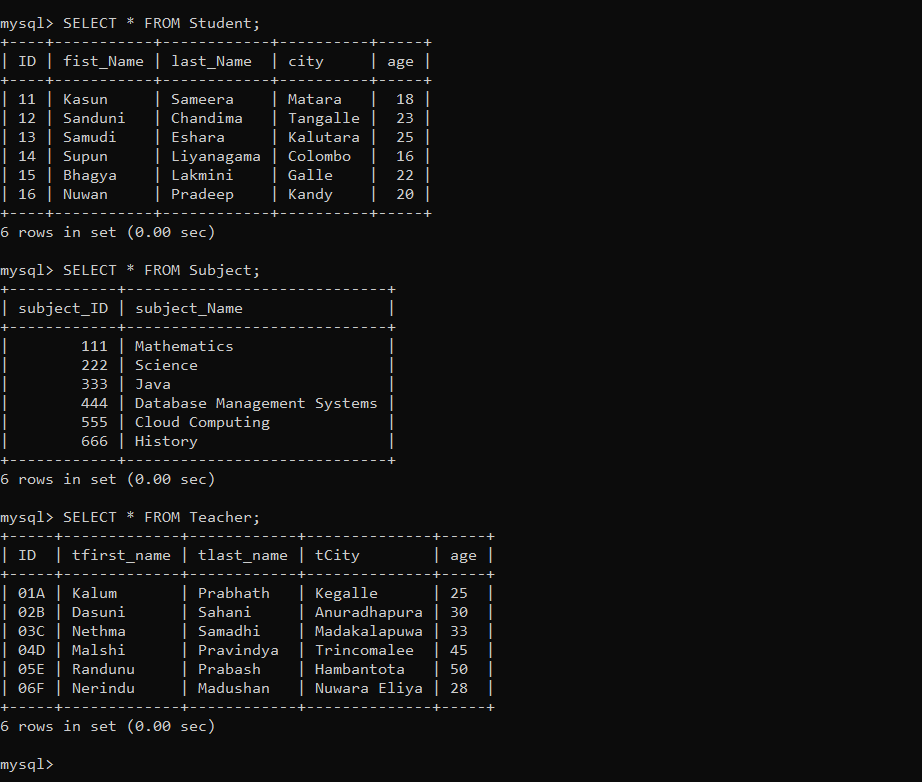 mysql> SELECT * FROM Student;
+----+-----------+------------+----------+-----+
| ID | fist_Name | last_Name  | city     | age |
+----+-----------+------------+----------+-----+
| 11 | Kasun     | Sameera    | Matara   |  18 |
| 12 | Sanduni   | Chandima   | Tangalle |  23 |
| 13 | Samudi    | Eshara     | Kalutara |  25 |
| 14 | Supun     | Liyanagama | Colombo  |  16 |
| 15 | Bhagya    | Lakmini    | Galle    |  22 |
| 16 | Nuwan     | Pradeep    | Kandy    |  20 |
+----+-----------+------------+----------+-----+
6 rows in set (0.00 sec)

mysql> SELECT * FROM Subject;
+------------+-----------------------------+
| subject_ID | subject_Name                |
+------------+-----------------------------+
|        111 | Mathematics                 |
|        222 | Science                     |
|        333 | Java                        |
|        444 | Database Management Systems |
|        555 | Cloud Computing             |
|        666 | History                     |
+------------+-----------------------------+
6 rows in set (0.00 sec)

mysql> SELECT * FROM Teacher;
+-----+-------------+------------+--------------+-----+
| ID  | tfirst_name | tlast_name | tCity        | age |
+-----+-------------+------------+--------------+-----+
| 01A | Kalum       | Prabhath   | Kegalle      | 25  |
| 02B | Dasuni      | Sahani     | Anuradhapura | 30  |
| 03C | Nethma      | Samadhi    | Madakalapuwa | 33  |
| 04D | Malshi      | Pravindya  | Trincomalee  | 45  |
| 05E | Randunu     | Prabash    | Hambantota   | 50  |
| 06F | Nerindu     | Madushan   | Nuwara Eliya | 28  |
+-----+-------------+------------+--------------+-----+
6 rows in set (0.00 sec)

mysql>